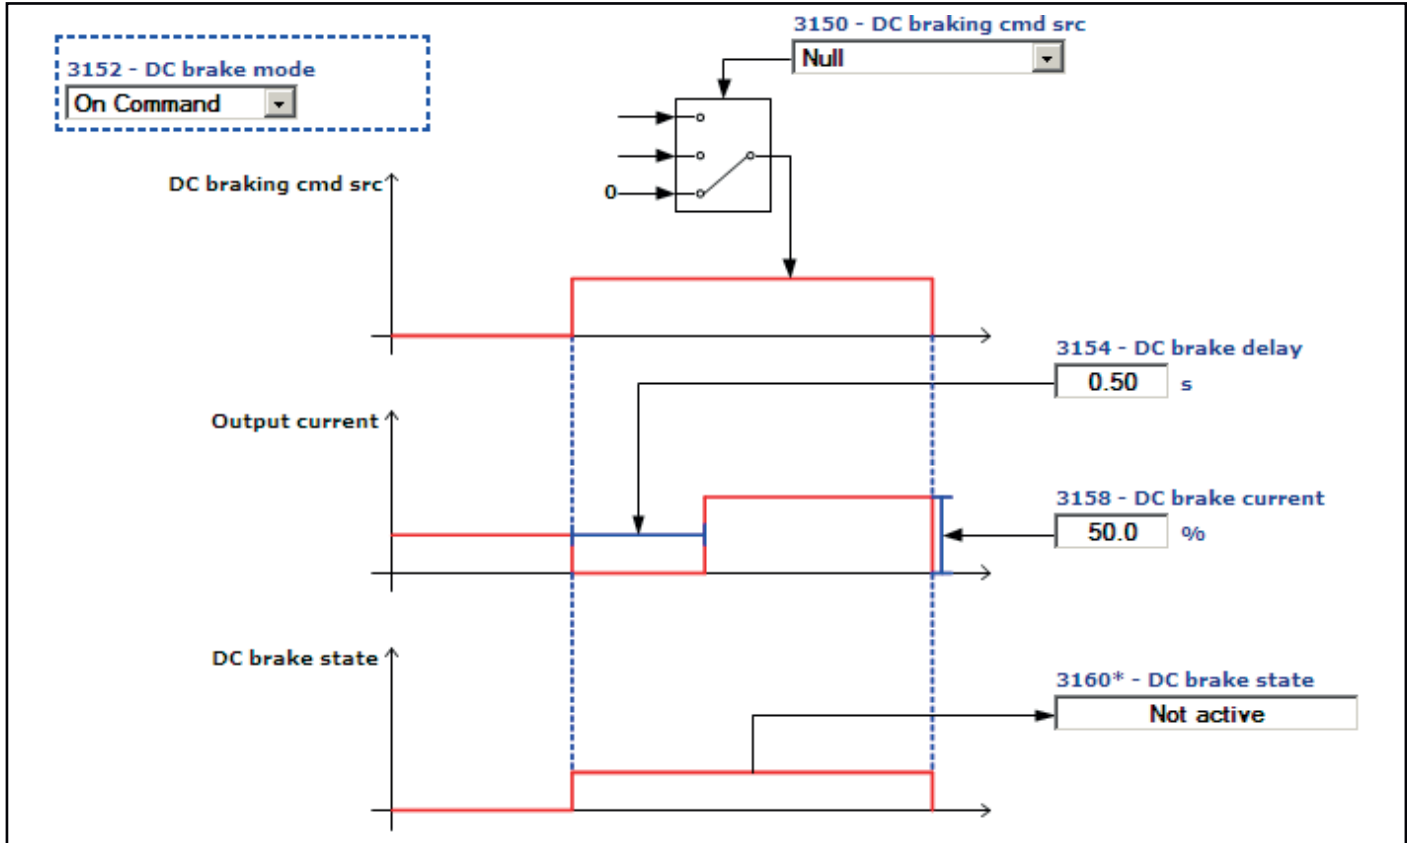 3150 - DC braking cmd src
Null
3152 - DC brake mode
On Command
DC braking cmd src
0
3154 - DC brake delay
0.50 s
Output current
3158 - DC brake current
50.0 %
DC brake state
3160* - DC brake state
Not active